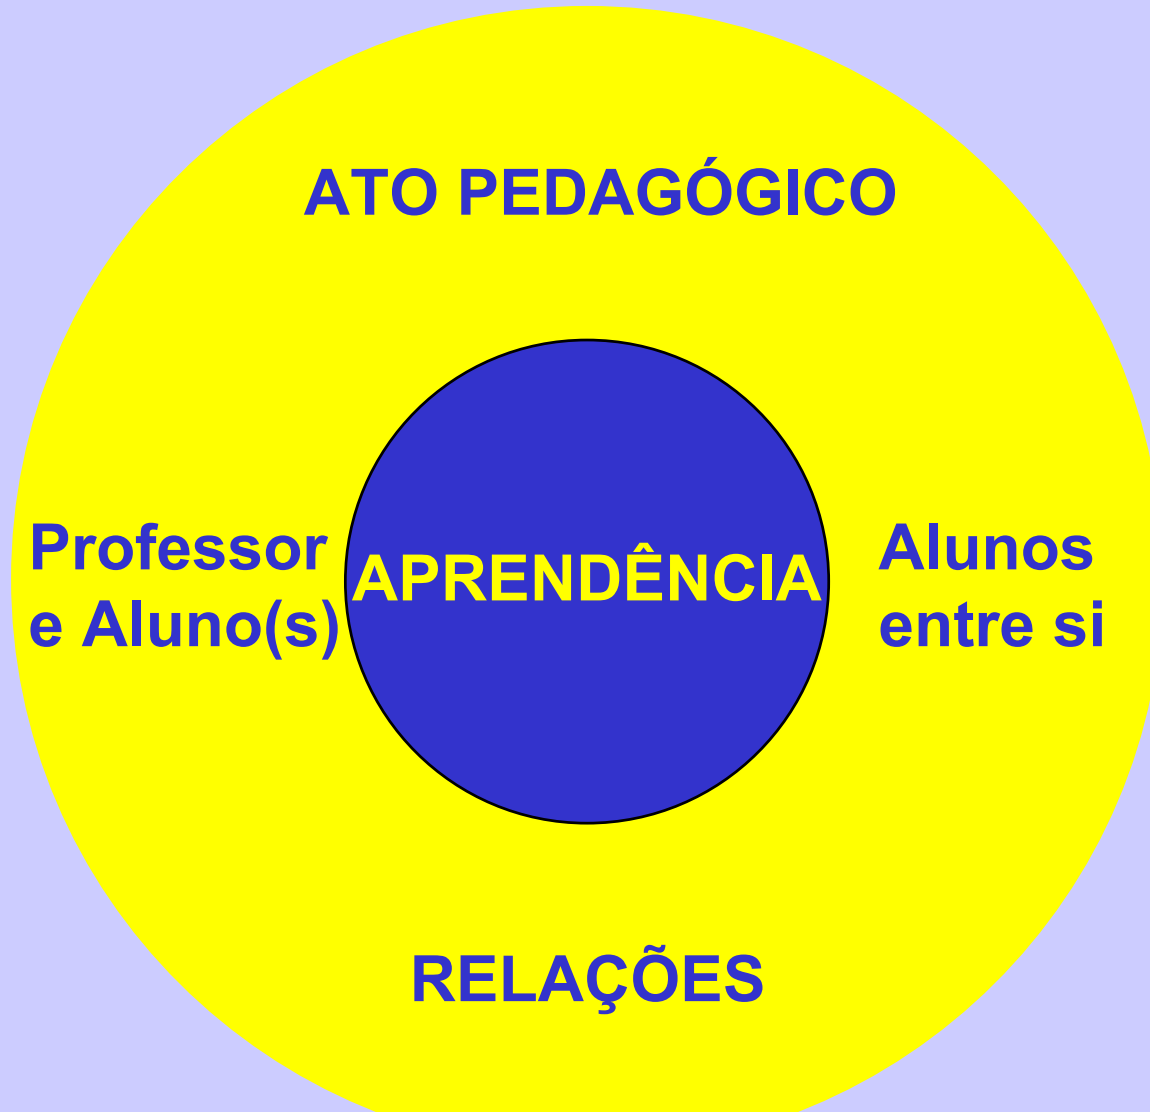 ATO PEDAGÓGICO
Professor
e Aluno(s)
APRENDÊNCIA
Alunos
entre si
RELAÇÕES